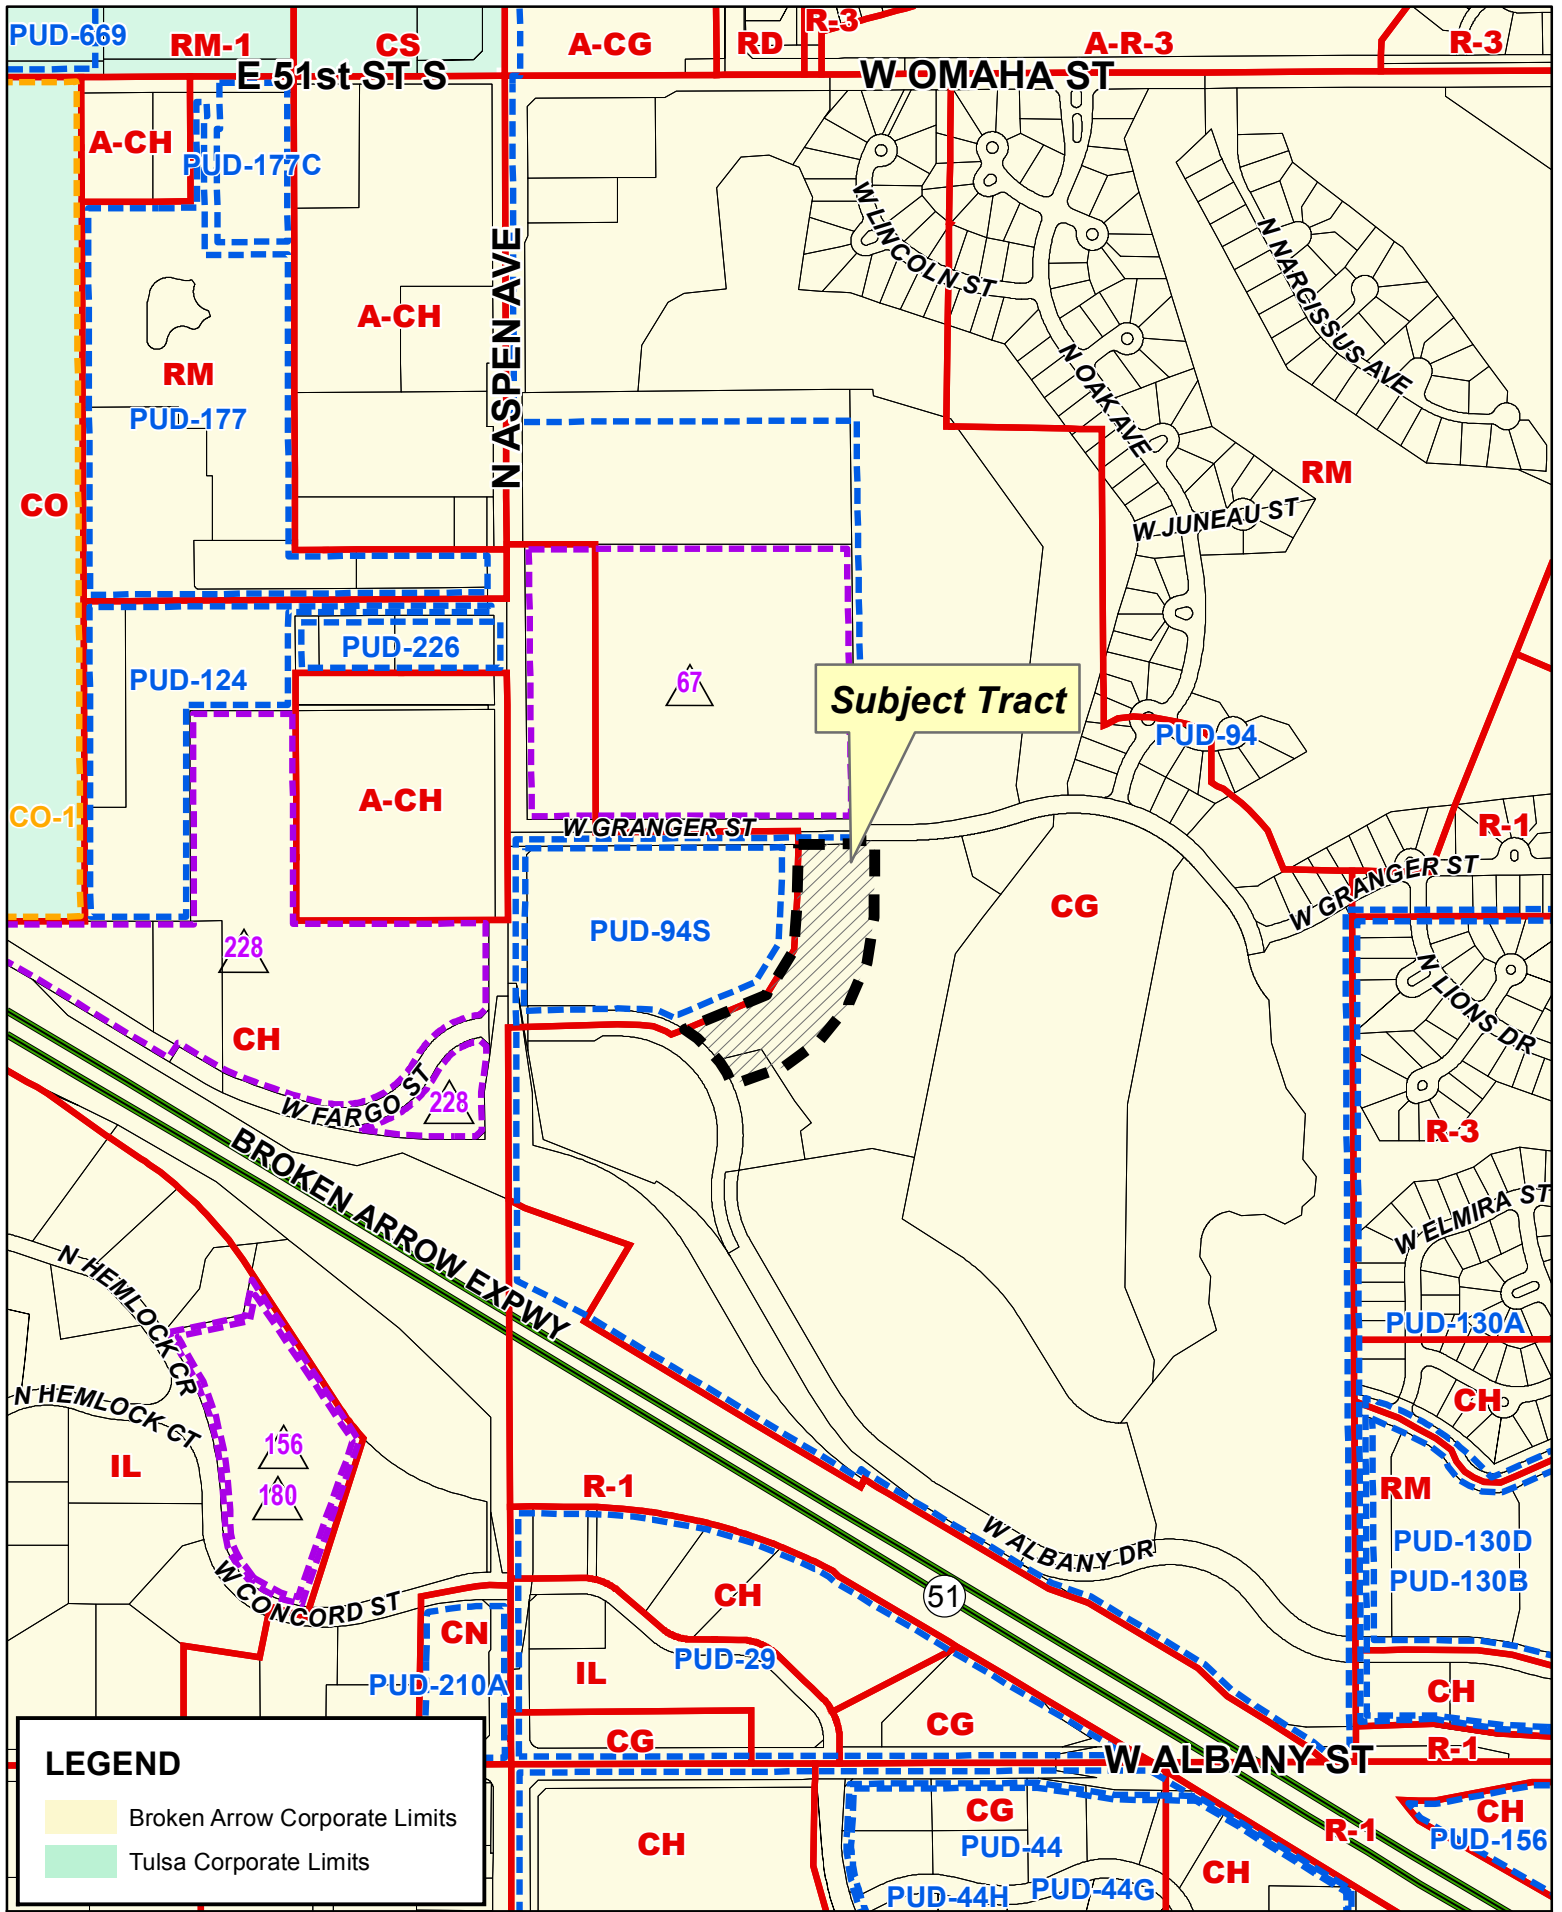 PUD-669
RM-1
CS
A-CG
RD
R-3
A-R-3
R-3
E 51st ST S
W OMAHA ST
A-CH
PUD-177C
W LINCOLN ST
N NARCISSUS AVE
N ASPEN AVE
A-CH
RM
PUD-177
N OAK AVE
RM
CO
W JUNEAU ST
PUD-226
PUD-124
67
Subject Tract
PUD-94
A-CH
CO-1
W GRANGER ST
R-1
W GRANGER ST
CG
PUD-94S
228
N LIONS DR
CH
W FARGO ST
228
R-3
BROKEN ARROW EXPWY
W ELMIRA ST
N HEMLOCK CR
PUD-130A
N HEMLOCK CT
CH
156
IL
180
R-1
RM
W ALBANY DR
PUD-130D
PUD-130B
51
CH
W CONCORD ST
CN
PUD-29
IL
PUD-210A
CH
CG
CG
R-1
W ALBANY ST
LEGEND
Broken Arrow Corporate Limits
Tulsa Corporate Limits
CH
CG
PUD-44
R-1
CH
PUD-156
CH
PUD-44H
PUD-44G